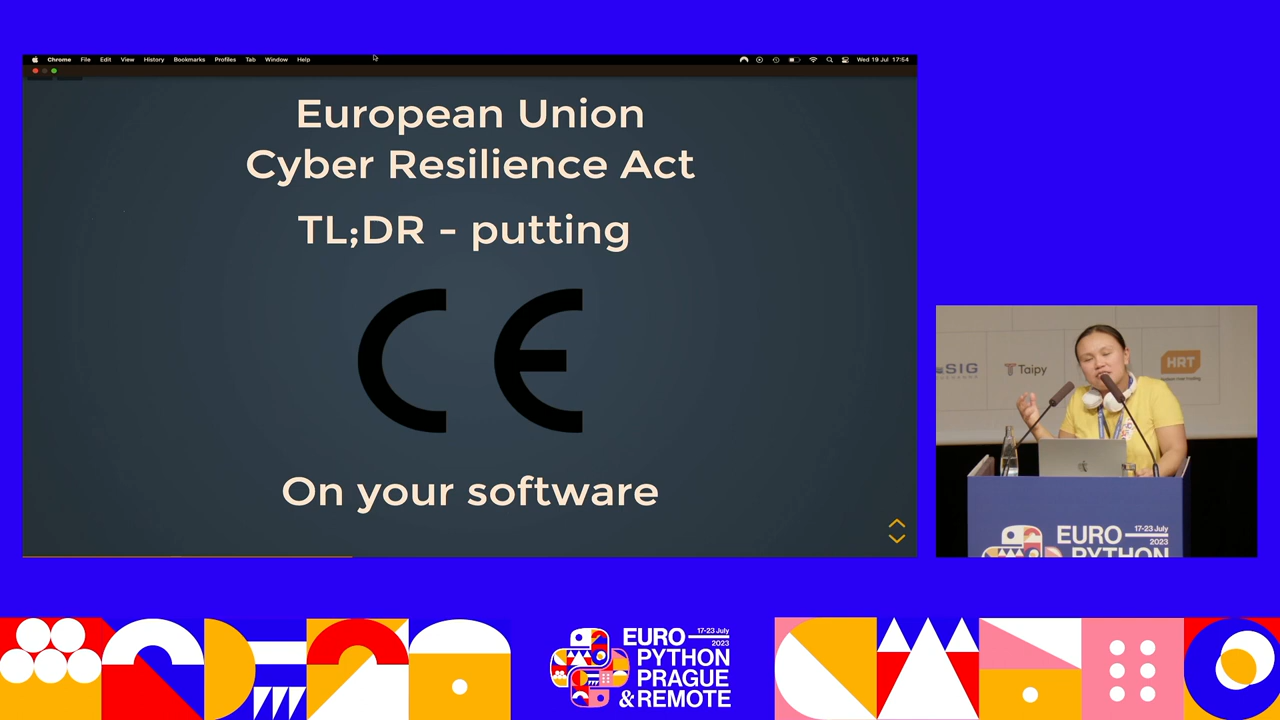 Chrome File Edit View History Bookmarks Profiles Tab Window Help
Wed 19 Jul 17:54
European Union
Cyber Resilience Act
TL;DR - putting
CE
On your software
SIG
Taipy
HRT
EURO
17-23 July
2023
PYTHON
EURO
17-23 July
2023
PYTHON
PRAGUE
& REMOTE